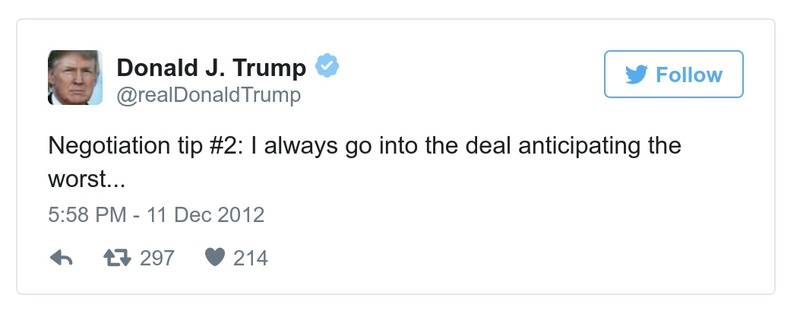 Donald J. Trump
@realDonaldTrump
Follow
Negotiation tip #2: I always go into the deal anticipating the
worst...
5:58 PM - 11 Dec 2012
297 214